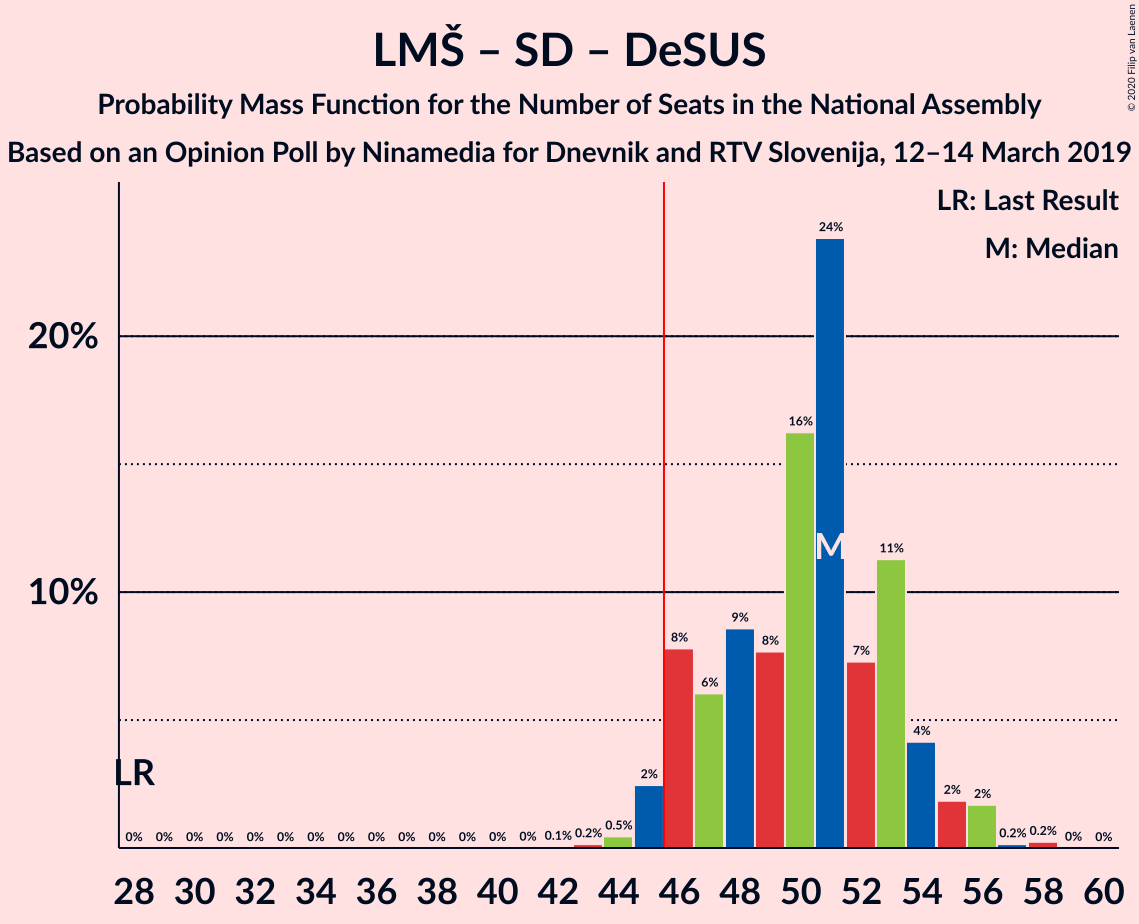 LMŠ – SD – DeSUS
Probability Mass Function for the Number of Seats in the National Assembly
Based on an Opinion Poll by Ninamedia for Dnevnik and RTV Slovenija, 12–14 March 2019
© 2020 Filip van Laenen
LR: Last Result
M: Median
24%
20%
16%
M
11%
10%
9%
8% 8%
7%
6%
4%
LR
2% 2% 2%
0% 0% 0% 0% 0% 0% 0% 0% 0% 0% 0% 0% 0% 0% 0.1% 0.2% 0.5% 0.2% 0.2% 0% 0%
28 30 32 34 36 38 40 42 44 46 48 50 52 54 56 58 60